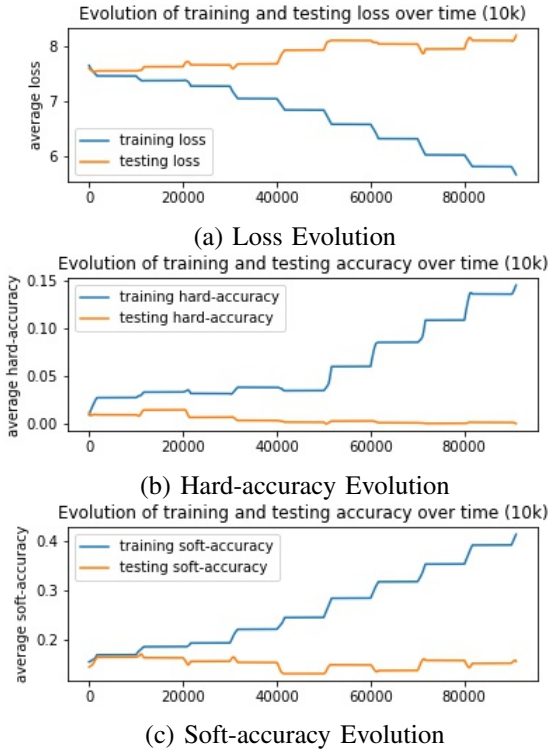 Evolution of training and testing loss over time (10k)
8
7
6
average loss
training loss
testing loss
0 20000 40000 60000 80000
(a) Loss Evolution
Evolution of training and testing accuracy over time (10k)
0.15
0.10
0.05
0.00
average hard-accuracy
training hard-accuracy
testing hard-accuracy
0 20000 40000 60000 80000
(b) Hard-accuracy Evolution
Evolution of training and testing accuracy over time (10k)
0.4
0.3
0.2
average soft-accuracy
training soft-accuracy
testing soft-accuracy
0 20000 40000 60000 80000
(c) Soft-accuracy Evolution